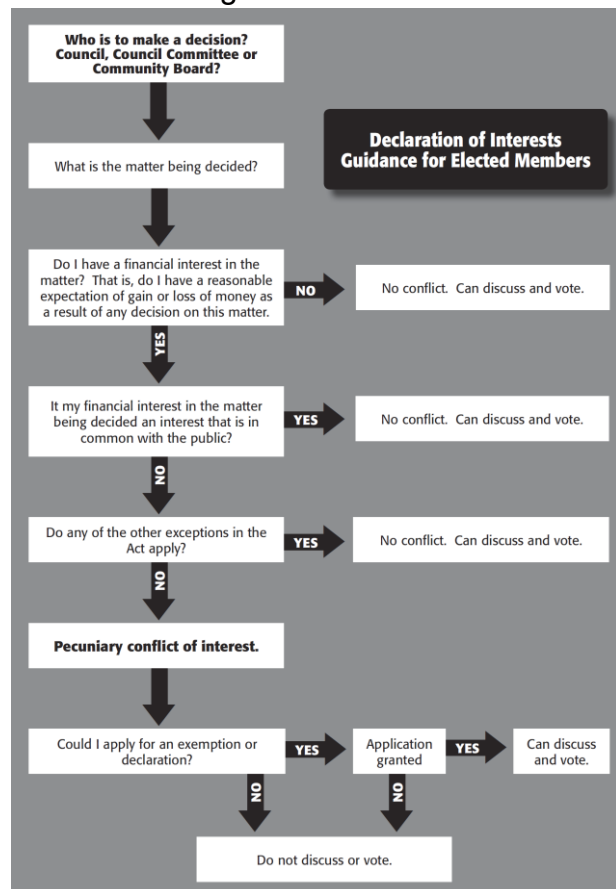 Who is to make a decision?
Council, Council Committee or
Community Board?
Declaration of Interests
Guidance for Elected Members
What is the matter being decided?
Do I have a financial interest in the
matter? That is, do I have a reasonable
expectation of gain or loss of money as
a result of any decision on this matter.
NO
No conflict. Can discuss and vote.
YES
It my financial interest in the matter
being decided an interest that is in
common with the public?
YES
No conflict. Can discuss and vote.
NO
Do any of the other exceptions in the
Act apply?
YES
No conflict. Can discuss and vote.
NO
Pecuniary conflict of interest.
Could I apply for an exemption or
declaration?
YES
Application
granted
YES
Can discuss
and vote.
NO
NO
Do not discuss or vote.